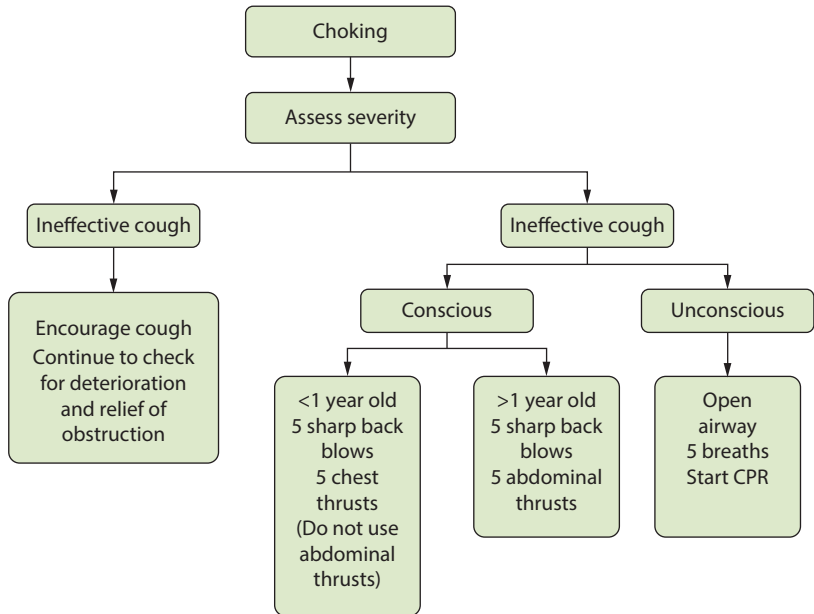 Choking
Assess severity
Ineffective cough
Ineffective cough
Encourage cough
Continue to check
for deterioration
and relief of
obstruction
Conscious
Unconscious
<1 year old
5 sharp back
blows
5 chest
thrusts
(Do not use
abdominal
thrusts)
>1 year old
5 sharp back
blows
5 abdominal
thrusts
Open
airway
5 breaths
Start CPR